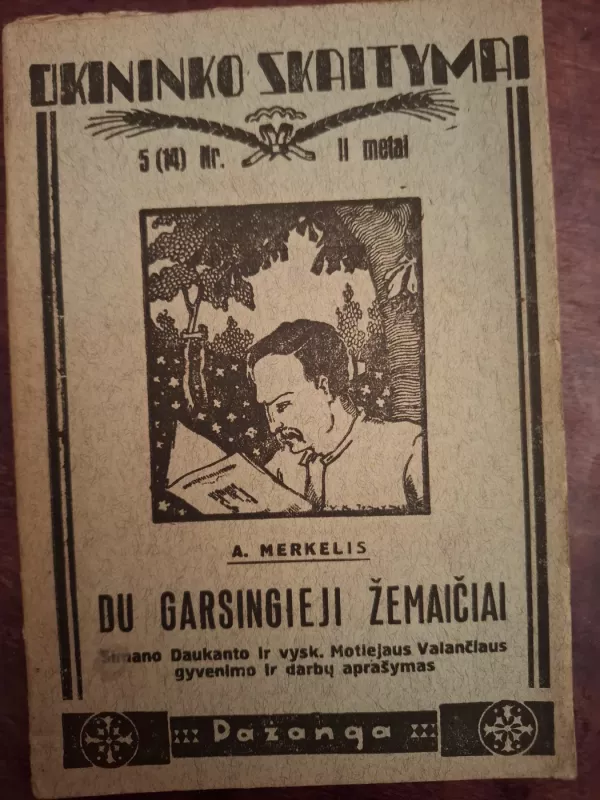 ŪKININKO SKAITYMAI
5 (14) Nr. II metai
A. MERKELIS
DU GARSINGIEJI ŽEMAIČIAI
Simano Daukanto ir vysk. Motiejaus Valančiaus
gyvenimo ir darbų aprašymas
Pažanga